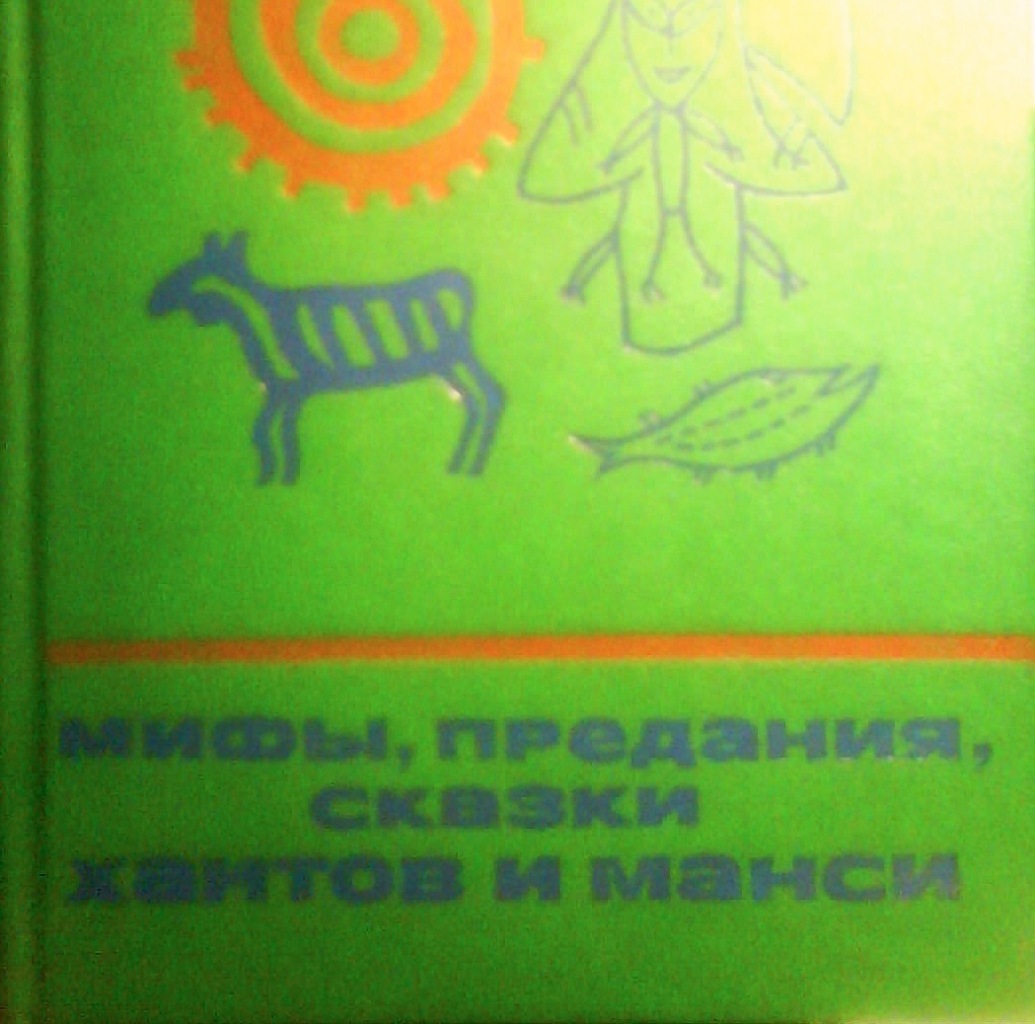 мифы, предания,
сказки
хантов и манси